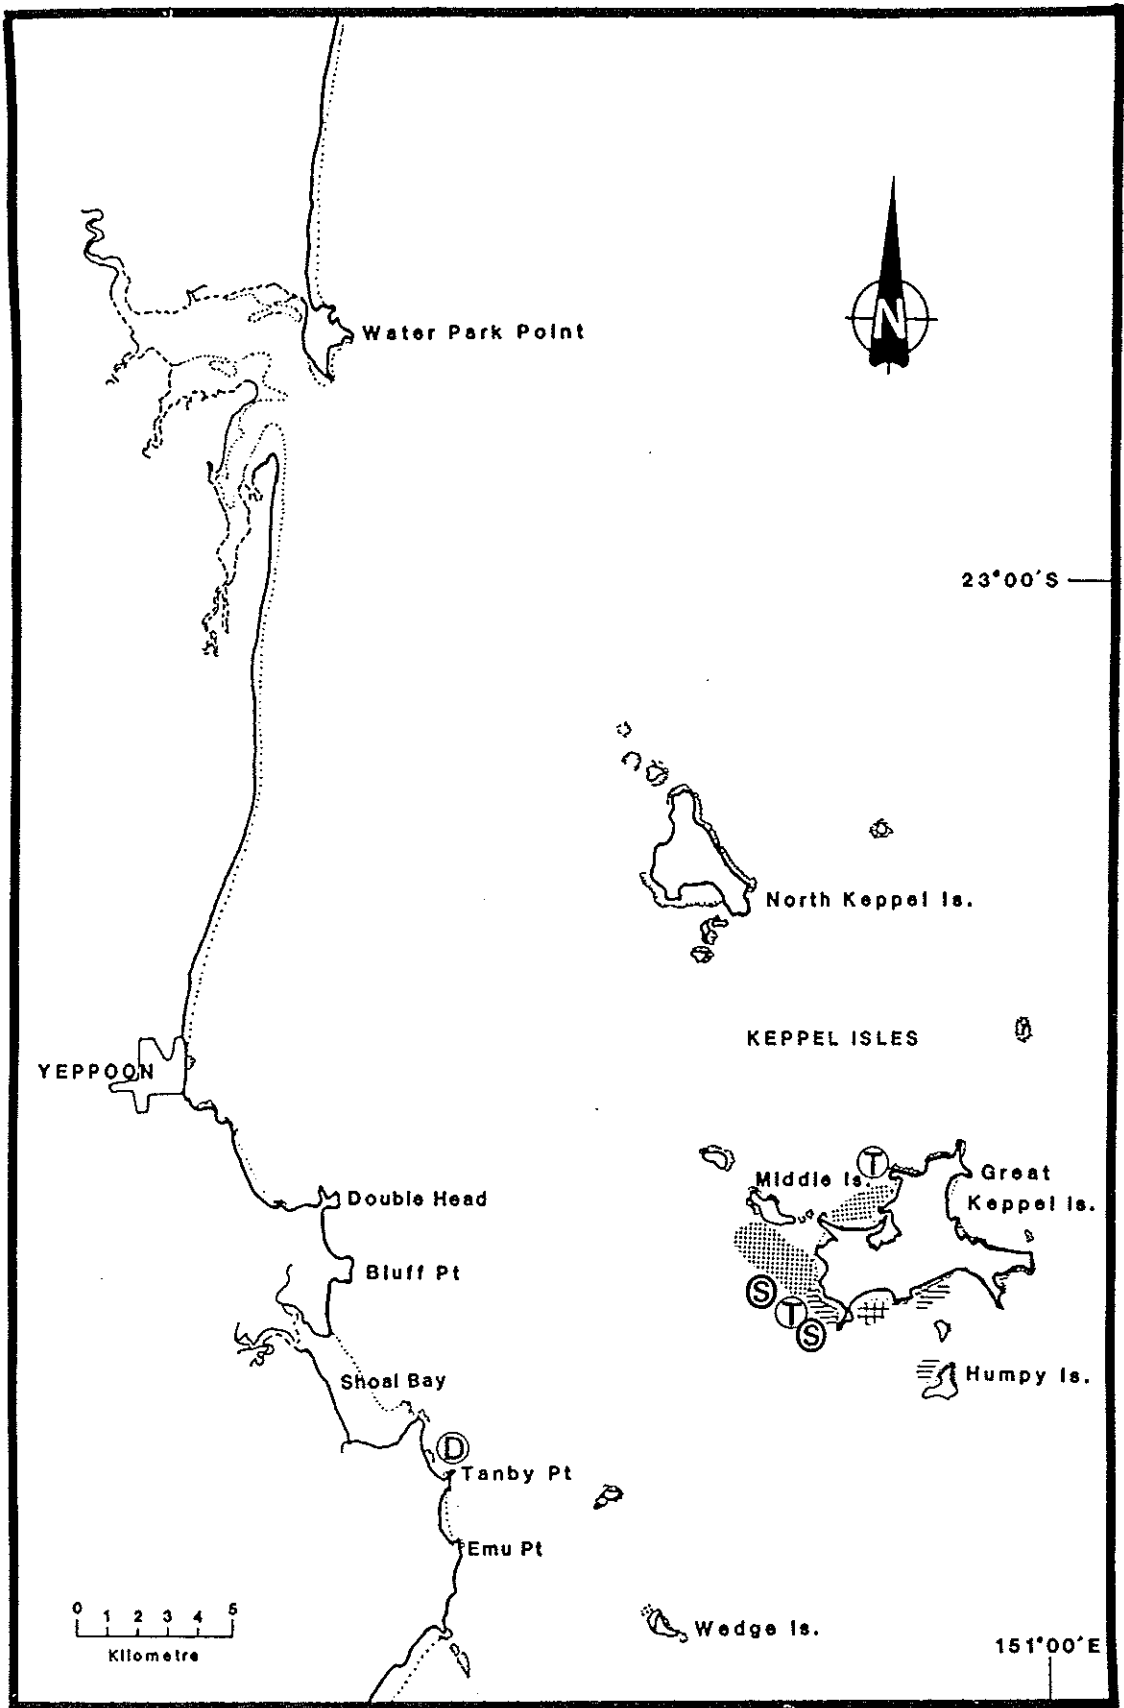 N
Water Park Point
23°00'S
North Keppel Is.
KEPPEL ISLES
YEPPOON
T
Middle Is.
Great
Keppel Is.
Double Head
Bluff Pt
S
T
S
Shoal Bay
Humpy Is.
D
Tanby Pt
Emu Pt
0 1 2 3 4 5
Kilometre
Wedge Is.
151°00'E